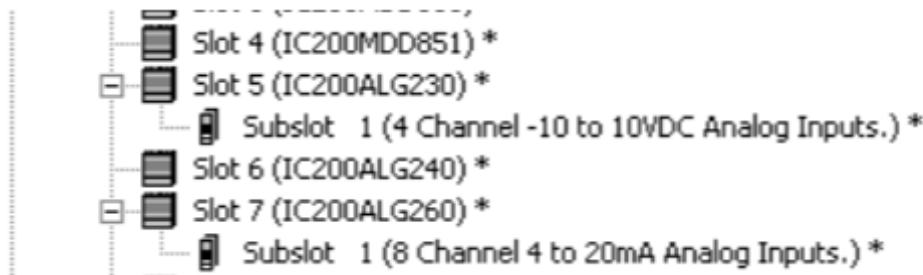 Slot 4 (IC200MDD851) *
Slot 5 (IC200ALG230) *
Subslot 1 (4 Channel -10 to 10VDC Analog Inputs.) *
Slot 6 (IC200ALG240) *
Slot 7 (IC200ALG260) *
Subslot 1 (8 Channel 4 to 20mA Analog Inputs.) *